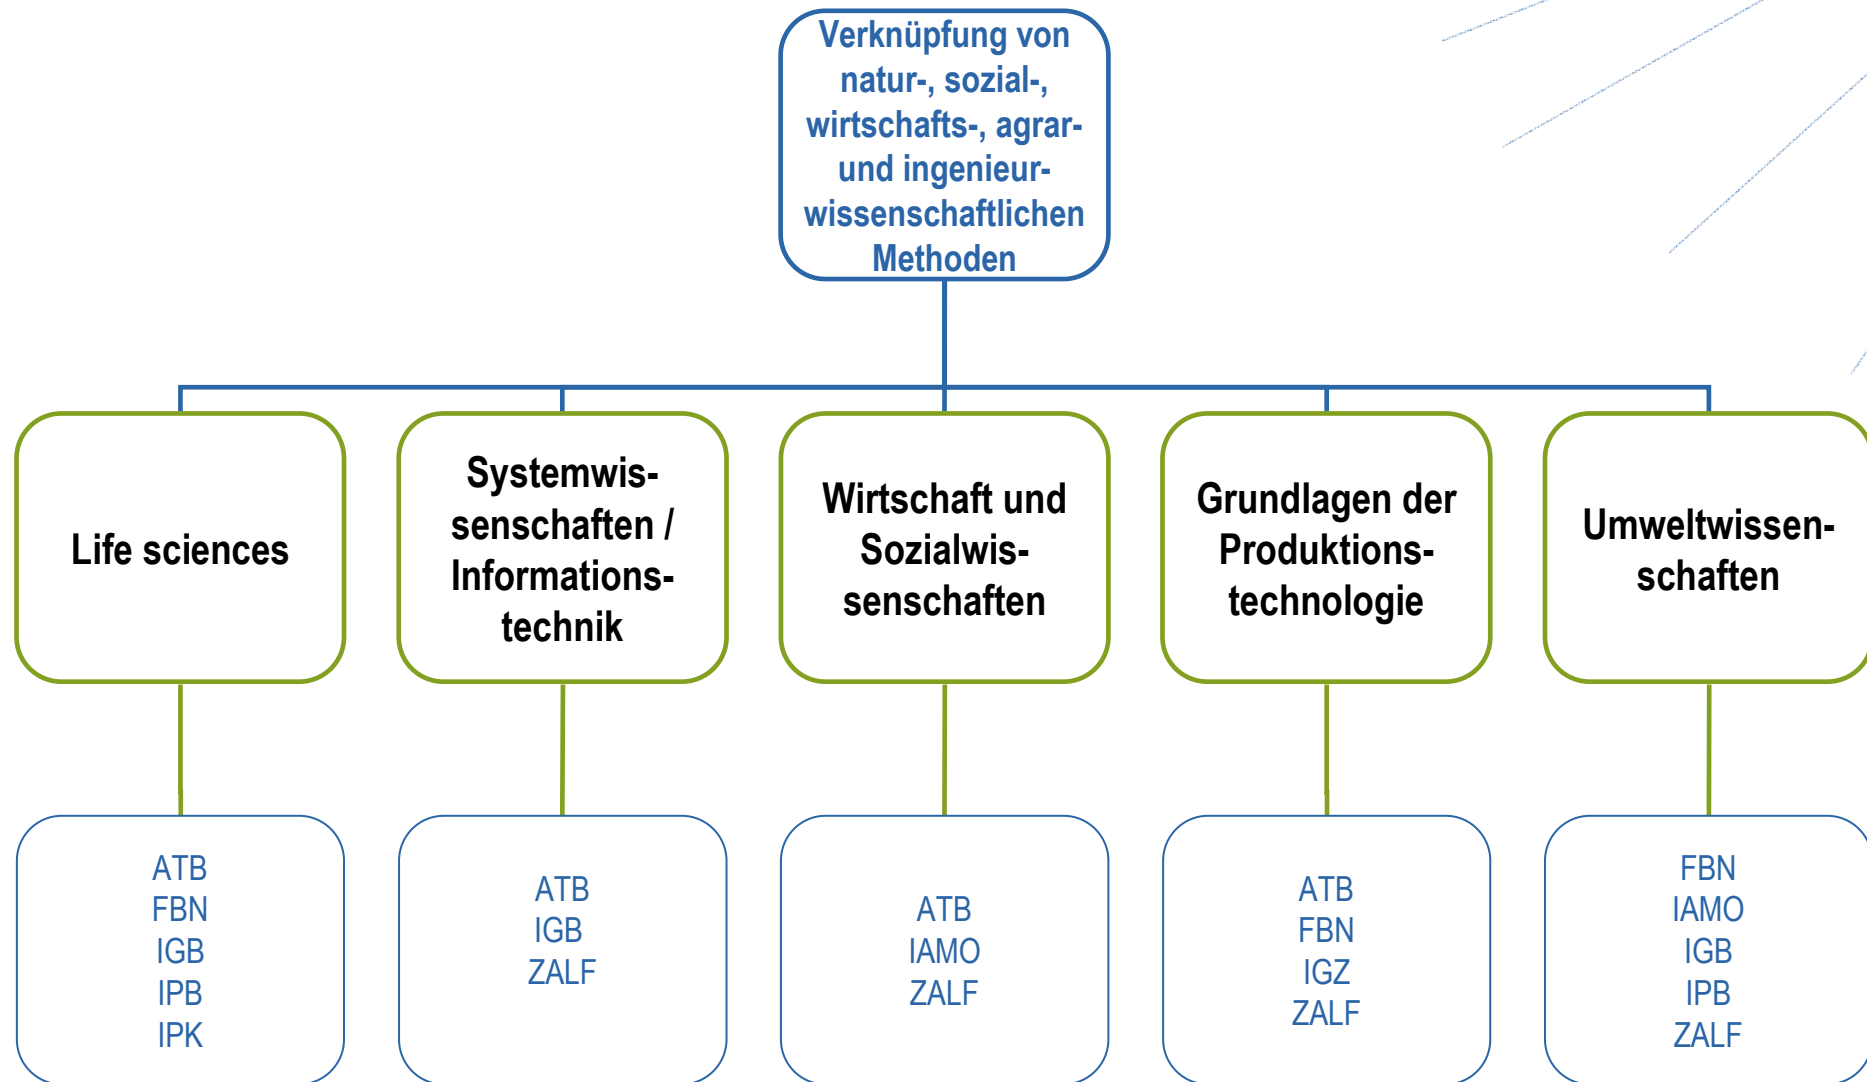 Verknüpfung von
natur-, sozial-,
wirtschafts-, agrar-
und ingenieur-
wissenschaftlichen
Methoden
Life sciences
Systemwis-
senschaften /
Informations-
technik
Wirtschaft und
Sozialwis-
senschaften
Grundlagen der
Produktions-
technologie
Umweltwissen-
schaften
ATB
FBN
IGB
IPB
IPK
ATB
IGB
ZALF
ATB
IAMO
ZALF
ATB
FBN
IGZ
ZALF
FBN
IAMO
IGB
IPB
ZALF